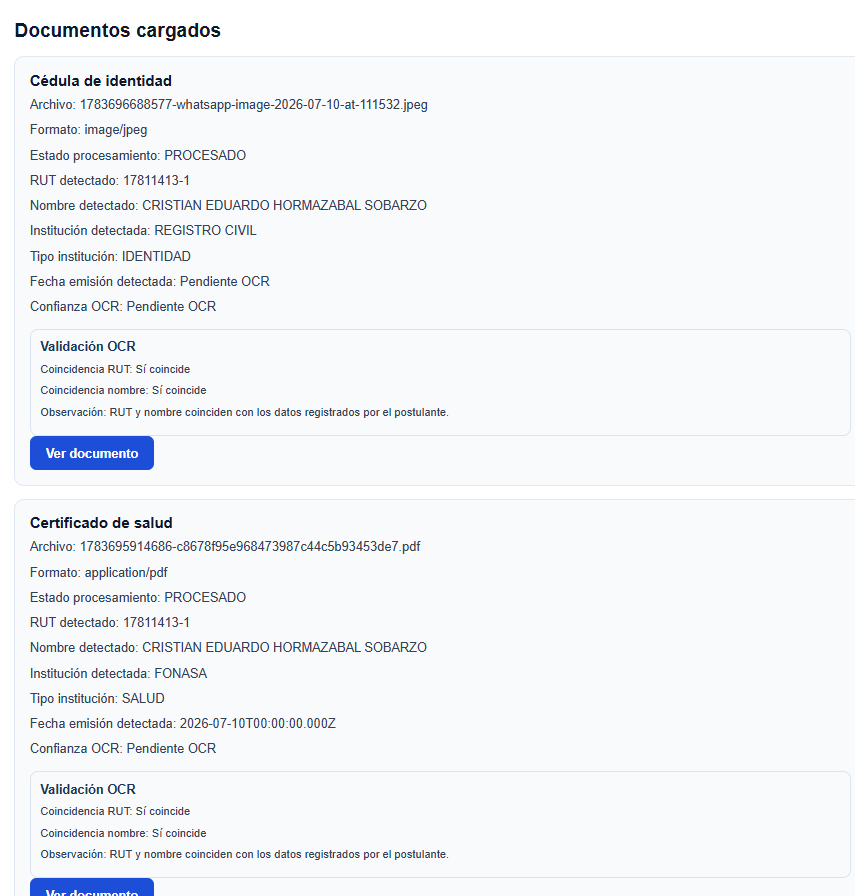 Documentos cargados
Cédula de identidad
Archivo: 1783696688577-whatsapp-image-2026-07-10-at-111532.jpeg
Formato: image/jpeg
Estado procesamiento: PROCESADO
RUT detectado: 17811413-1
Nombre detectado: CRISTIAN EDUARDO HORMAZABAL SOBARZO
Institución detectada: REGISTRO CIVIL
Tipo institución: IDENTIDAD
Fecha emisión detectada: Pendiente OCR
Confianza OCR: Pendiente OCR
Validación OCR
Coincidencia RUT: Sí coincide
Coincidencia nombre: Sí coincide
Observación: RUT y nombre coinciden con los datos registrados por el postulante.
Ver documento
Certificado de salud
Archivo: 1783695914686-c8678f95e968473987c44c5b93453de7.pdf
Formato: application/pdf
Estado procesamiento: PROCESADO
RUT detectado: 17811413-1
Nombre detectado: CRISTIAN EDUARDO HORMAZABAL SOBARZO
Institución detectada: FONASA
Tipo institución: SALUD
Fecha emisión detectada: 2026-07-10T00:00:00.000Z
Confianza OCR: Pendiente OCR
Validación OCR
Coincidencia RUT: Sí coincide
Coincidencia nombre: Sí coincide
Observación: RUT y nombre coinciden con los datos registrados por el postulante.
Ver documento